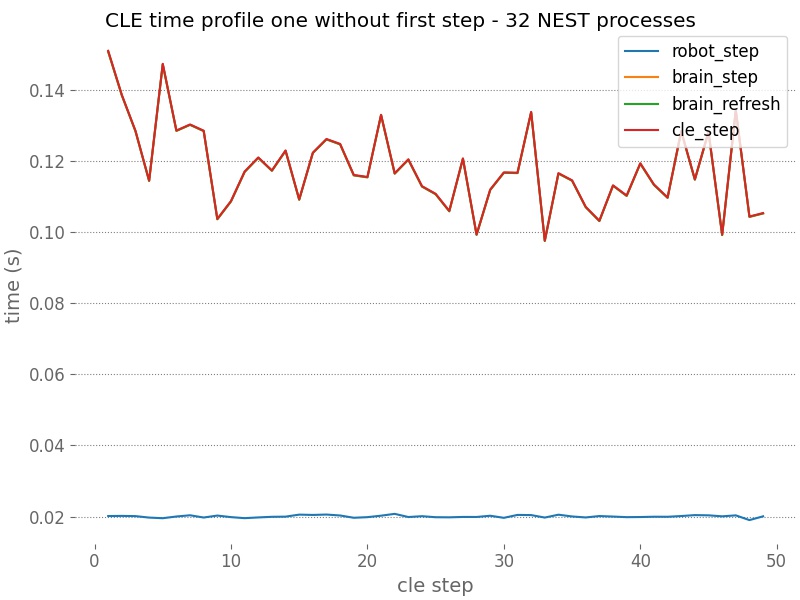 CLE time profile one without first step - 32 NEST processes
robot_step
brain_step
brain_refresh
cle_step
time (s)
0.14
0.12
0.10
0.08
0.06
0.04
0.02
0 10 20 30 40 50
cle step